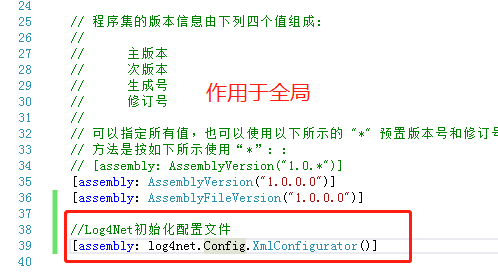 24
25 // 程序集的版本信息由下列四个值组成:
26 //
27 //      主版本
28 //      次版本
29 //      生成号
30 //      修订号
作用于全局
31 //
32 // 可以指定所有值，也可以使用以下所示的 "*" 预置版本号和修订号
33 // 方法是按如下所示使用“*”: :
34 // [assembly: AssemblyVersion("1.0.*")]
35 [assembly: AssemblyVersion("1.0.0.0")]
36 [assembly: AssemblyFileVersion("1.0.0.0")]
37
38 //Log4Net初始化配置文件
39 [assembly: log4net.Config.XmlConfigurator()]
40